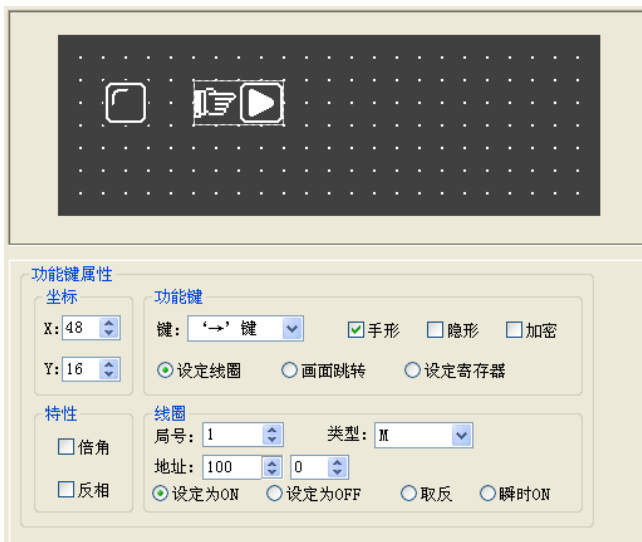 功能键属性
坐标
功能键
X: 48
键: ‘→’键
手形
隐形
加密
Y: 16
设定线圈
画面跳转
设定寄存器
特性
线圈
局号: 1
类型: M
倍角
地址: 100 0
反相
设定为ON
设定为OFF
取反
瞬时ON